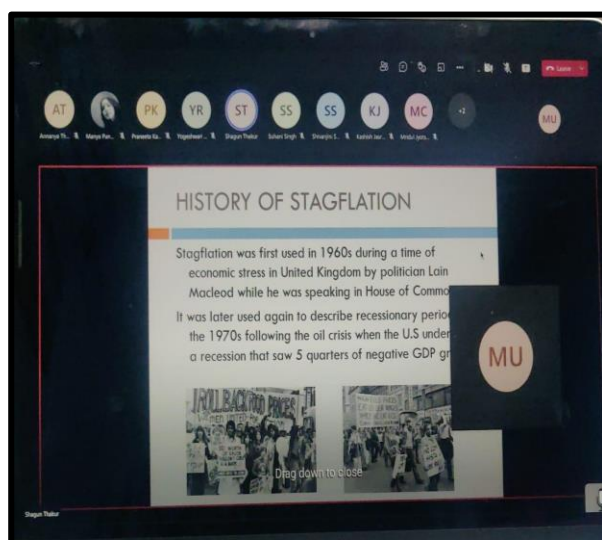 Leave
AT
PK
YR
ST
SS
SS
KJ
MC
+2
MU
Shagun Thakur
Suhani Singh
HISTORY OF STAGFLATION
Stagflation was first used in 1960s during a time of
economic stress in United Kingdom by politician Lain
Macleod while he was speaking in House of Commo
It was later used again to describe recessionary perio
the 1970s following the oil crisis when the U.S under
a recession that saw 5 quarters of negative GDP gr
MU
ROLL BACK FOOD PRICES
Drag down to close
Shagun Thakur